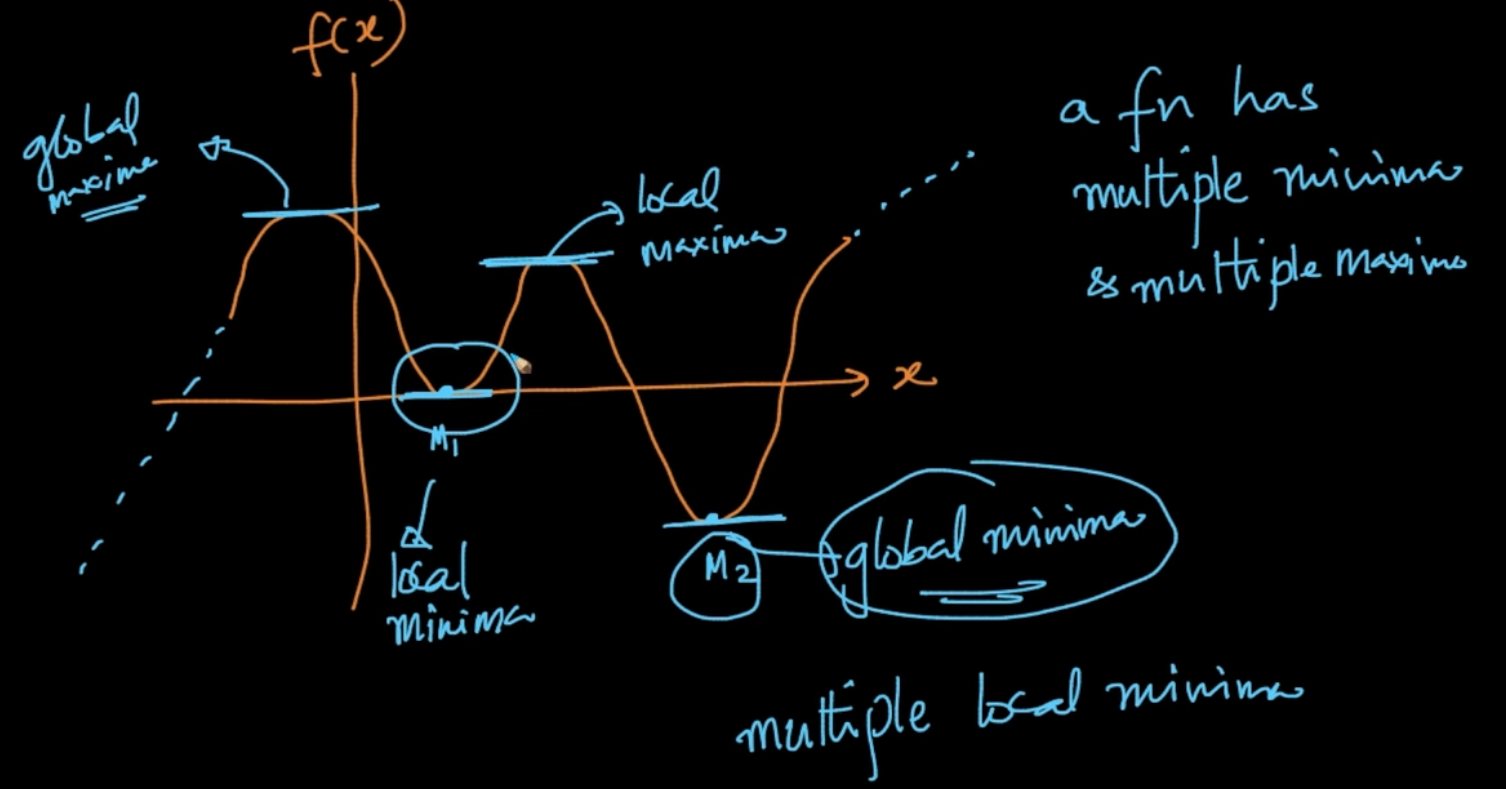 f(x)
global
maxima
local
maxima
a fn has
multiple minima
& multiple maxima
x
M1
local
minima
M2
global minima
multiple local minima